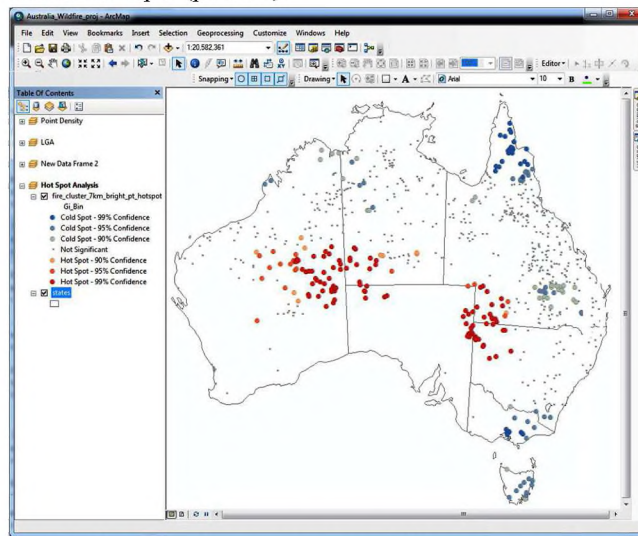 Australia_Wildfire_proj - ArcMap
File Edit View Bookmarks Insert Selection Geoprocessing Customize Windows Help
1:20.582.361
Editor
Snapping Drawing A Arial 10 B A
Table Of Contents
Point Density
LGA
New Data Frame 2
Hot Spot Analysis
fire_cluster_7km_bright_pt_hotspot
Gi_Bin
Cold Spot - 99% Confidence
Cold Spot - 95% Confidence
Cold Spot - 90% Confidence
Not Significant
Hot Spot - 90% Confidence
Hot Spot - 95% Confidence
Hot Spot - 99% Confidence
states